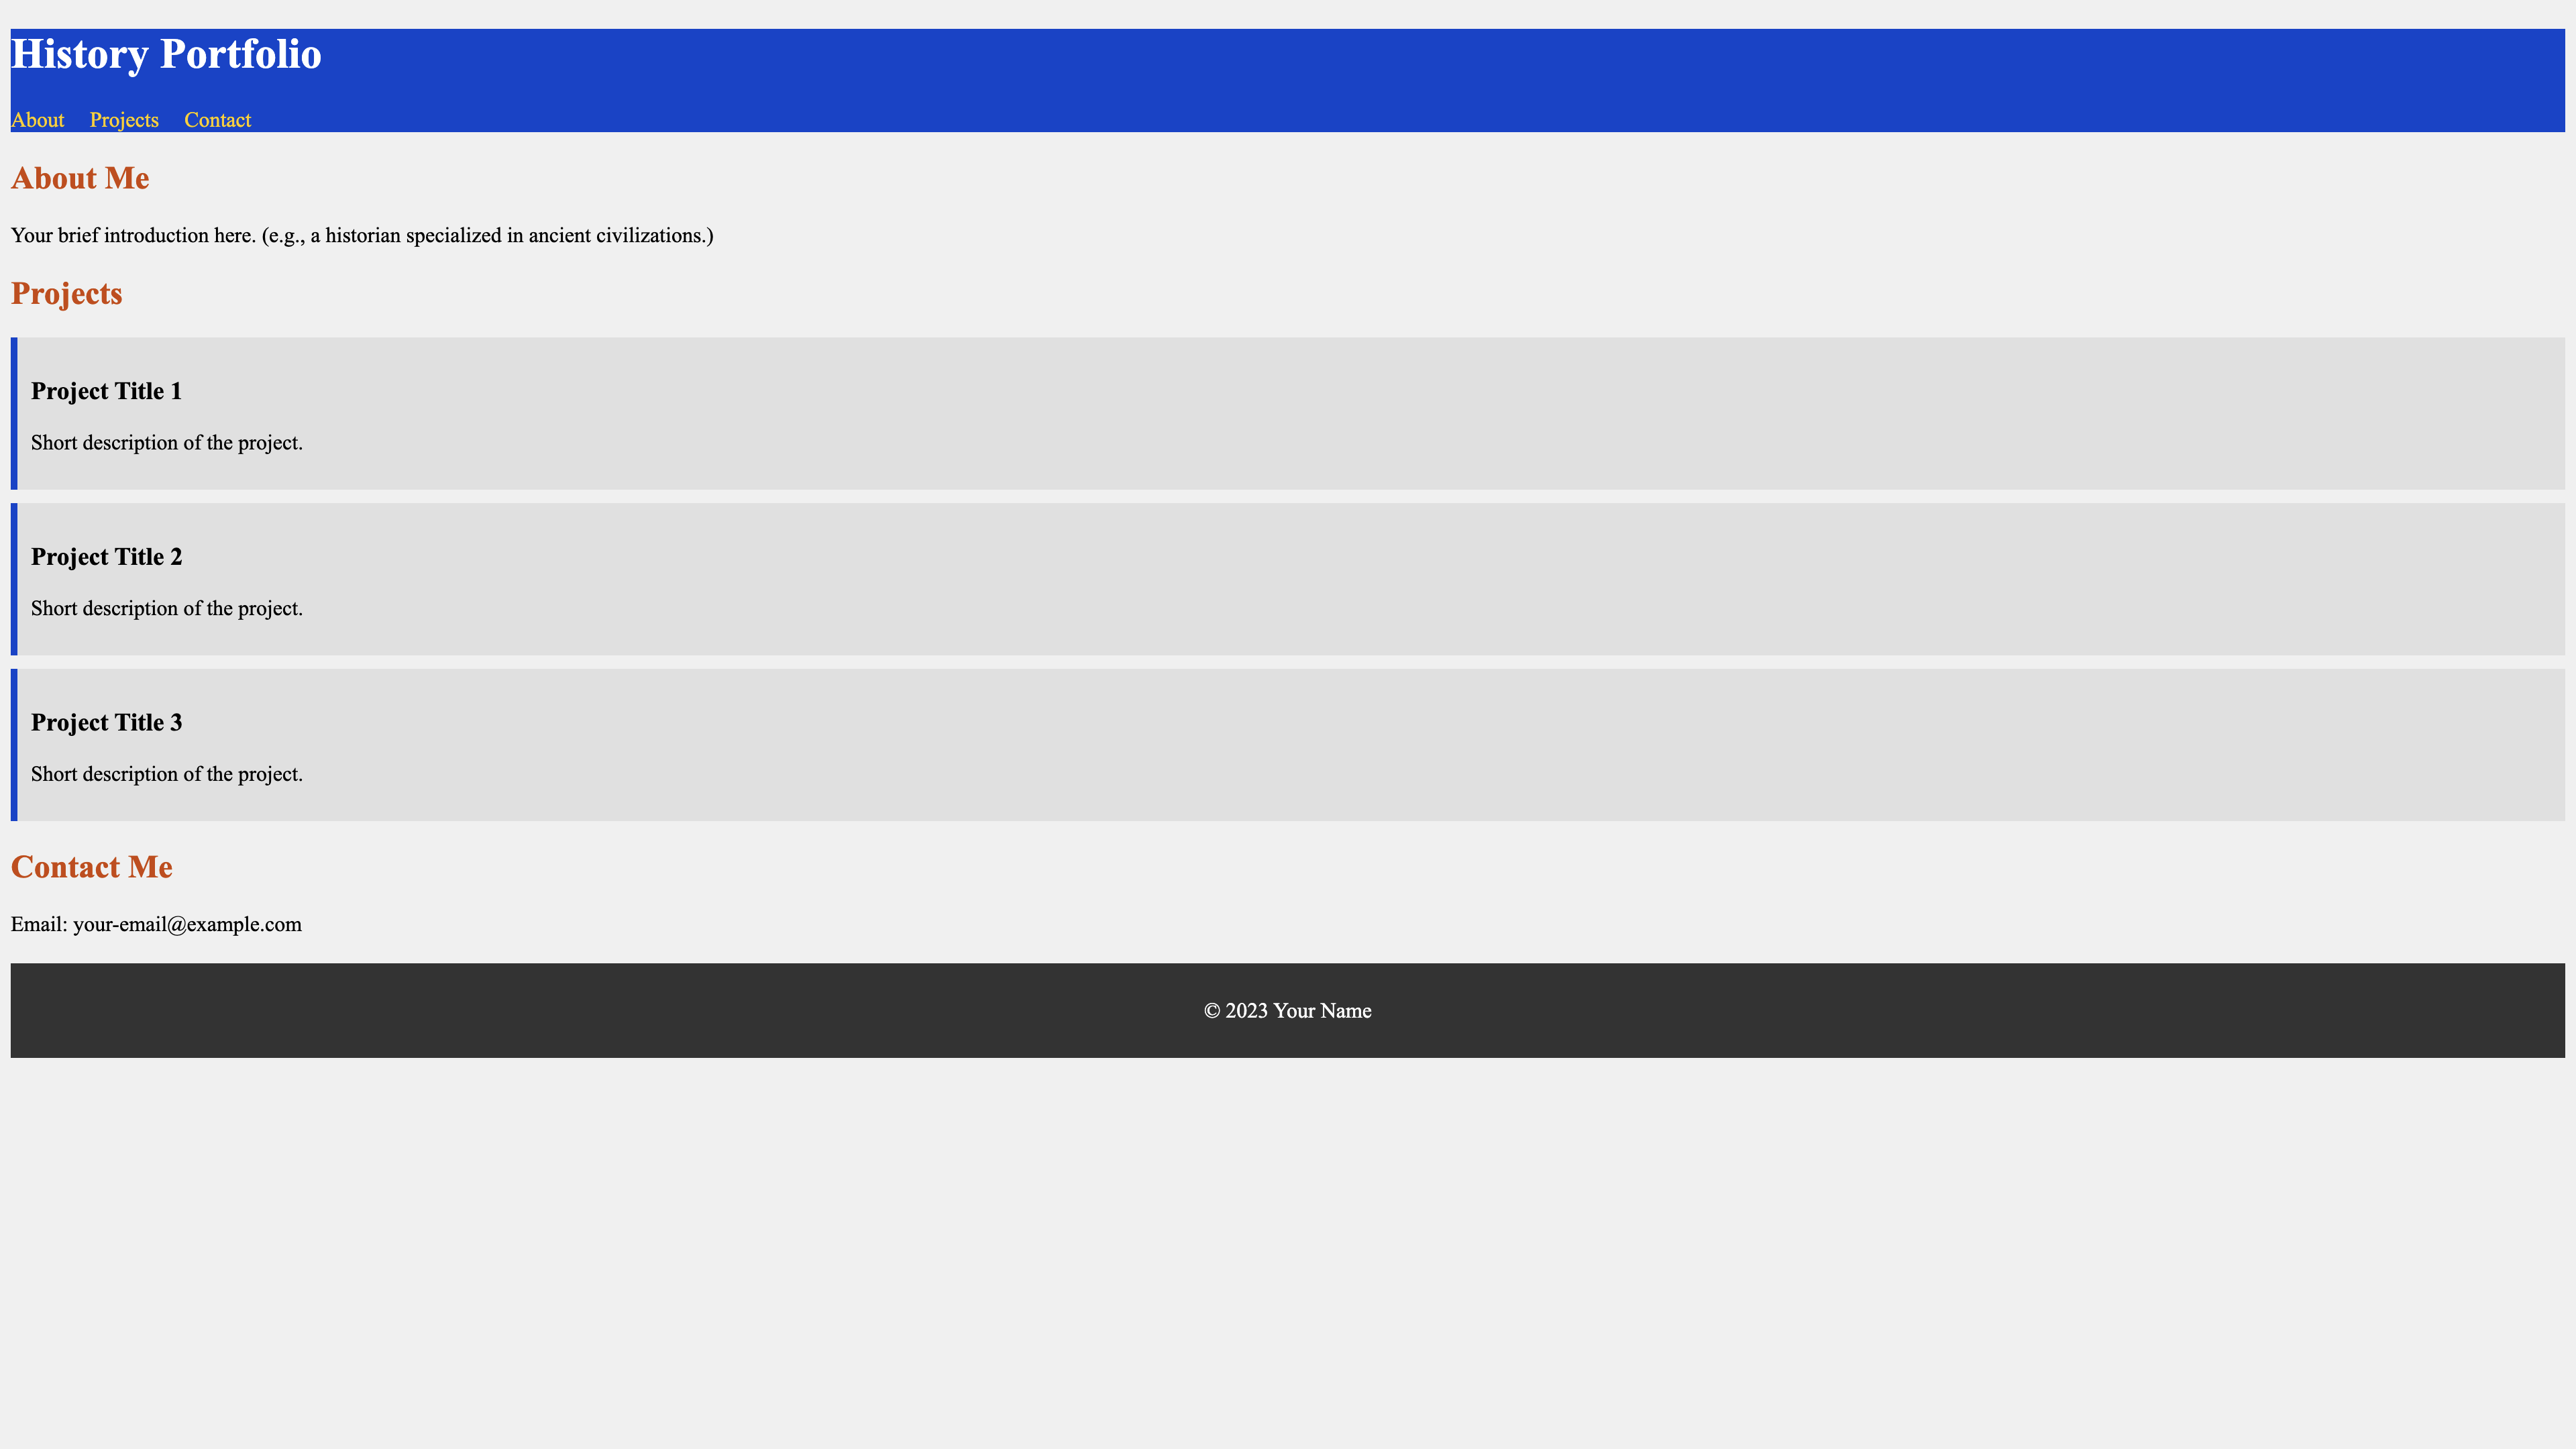 History Portfolio
About Projects Contact
About Me
Your brief introduction here. (e.g., a historian specialized in ancient civilizations.)
Projects
Project Title 1
Short description of the project.
Project Title 2
Short description of the project.
Project Title 3
Short description of the project.
Contact Me
Email: your-email@example.com
© 2023 Your Name